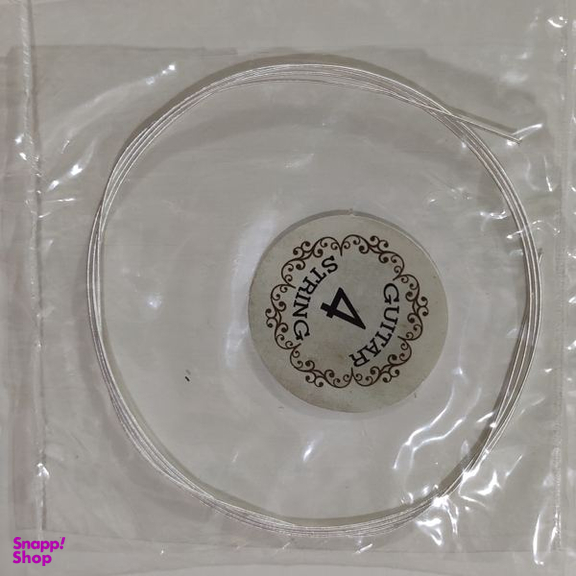 GUITAR
4
STRING
Snapp!
Shop